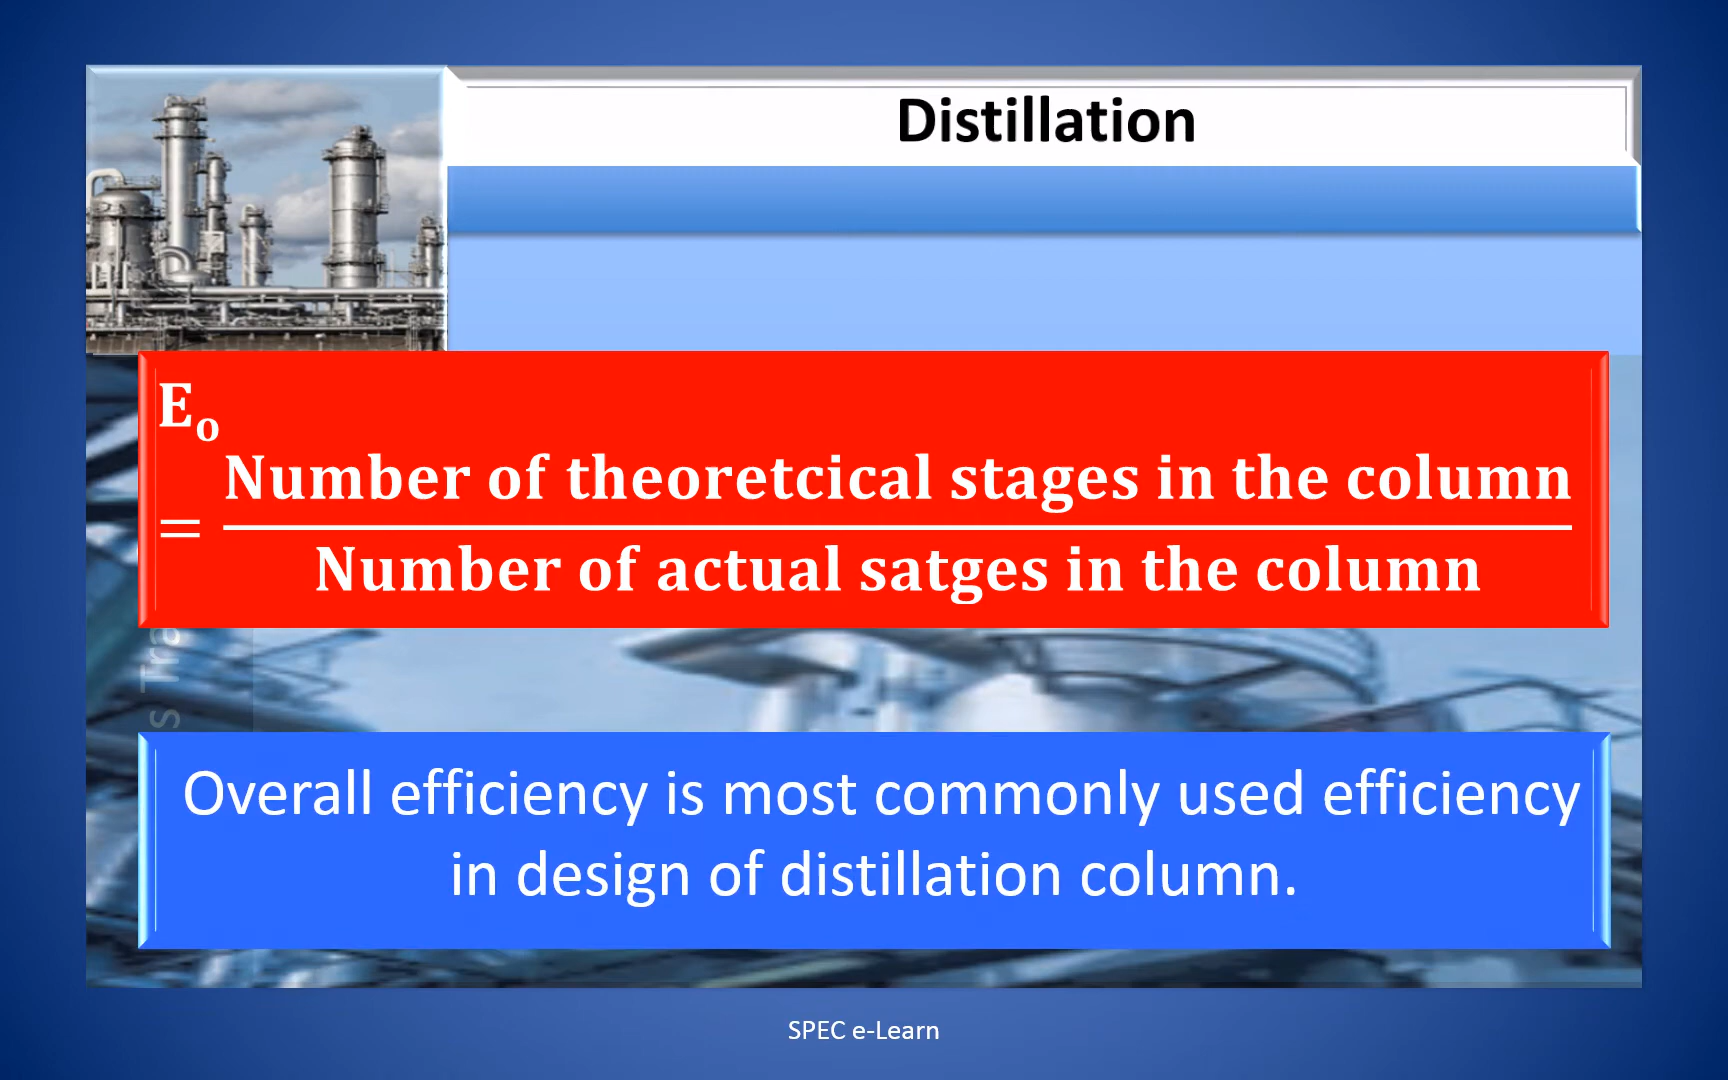 Distillation
E₀
Number of theoretcical stages in the column
=
Number of actual satges in the column
Overall efficiency is most commonly used efficiency
in design of distillation column.
SPEC e-Learn